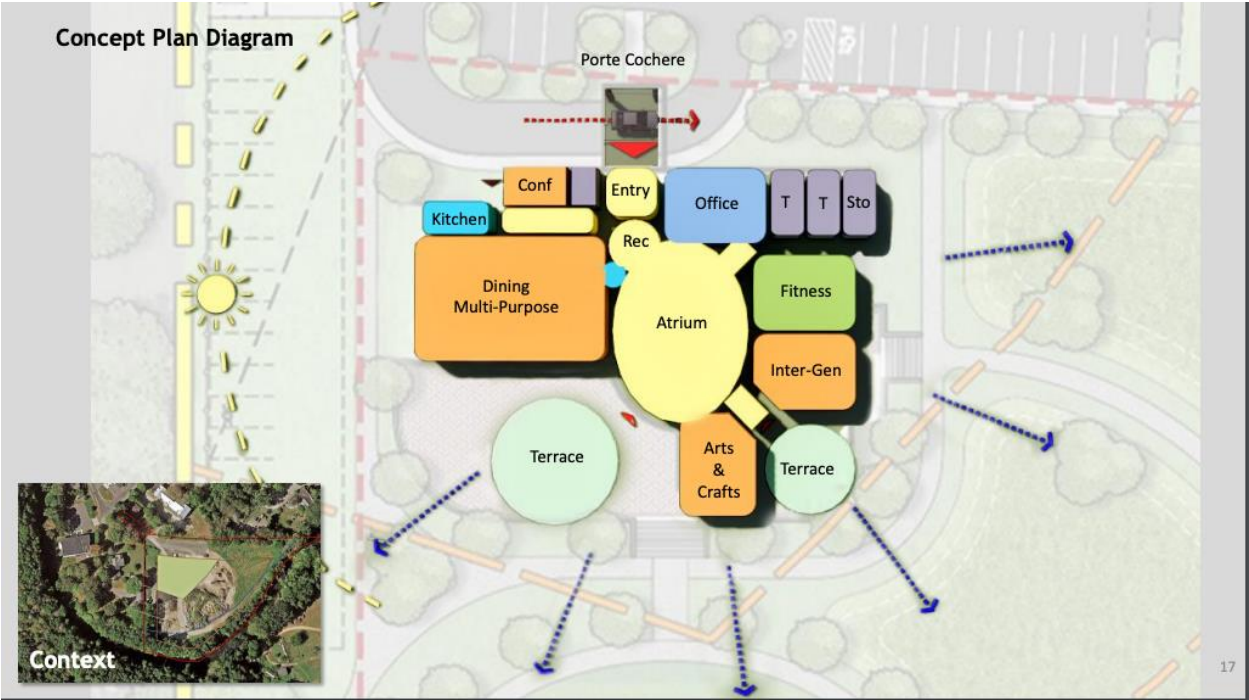 Concept Plan Diagram
Porte Cochere
Conf
Entry
Office
T
T
Sto
Kitchen
Rec
Dining
Multi-Purpose
Atrium
Fitness
Inter-Gen
Terrace
Arts
&
Crafts
Terrace
Context
17